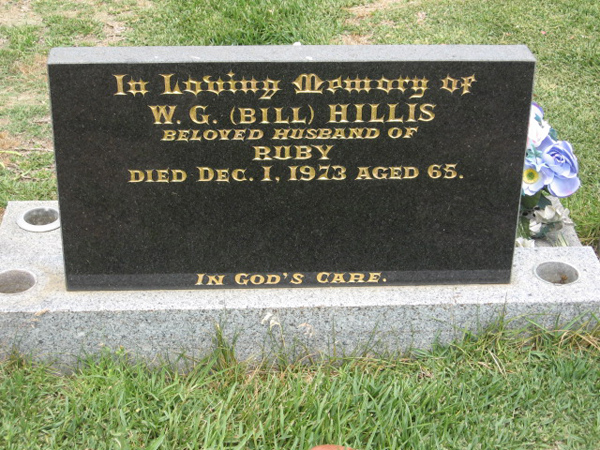 In Loving Memory of
W. G. (BILL) HILLIS
BELOVED HUSBAND OF
RUBY
DIED DEC. 1, 1973 AGED 65.
IN GOD'S CARE.